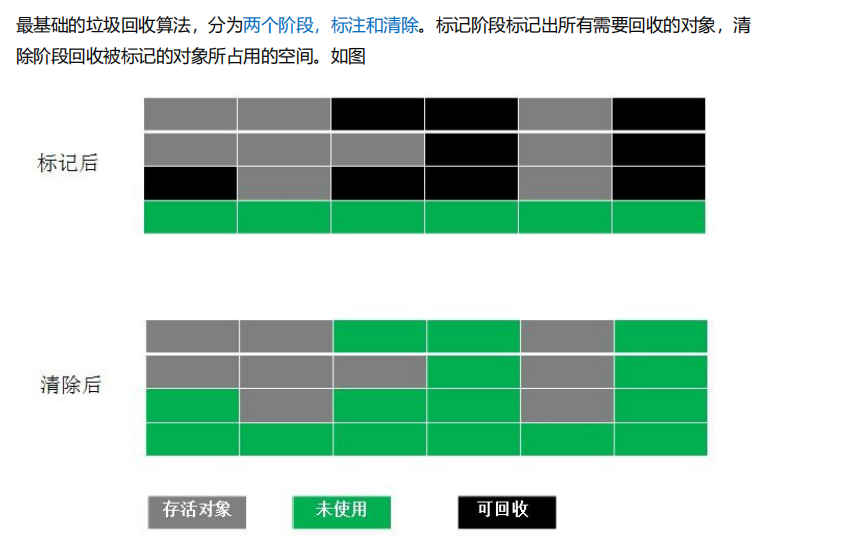 最基础的垃圾回收算法，分为两个阶段，标注和清除。标记阶段标记出所有需要回收的对象，清
除阶段回收被标记的对象所占用的空间。如图
标记后
清除后
存活对象
未使用
可回收